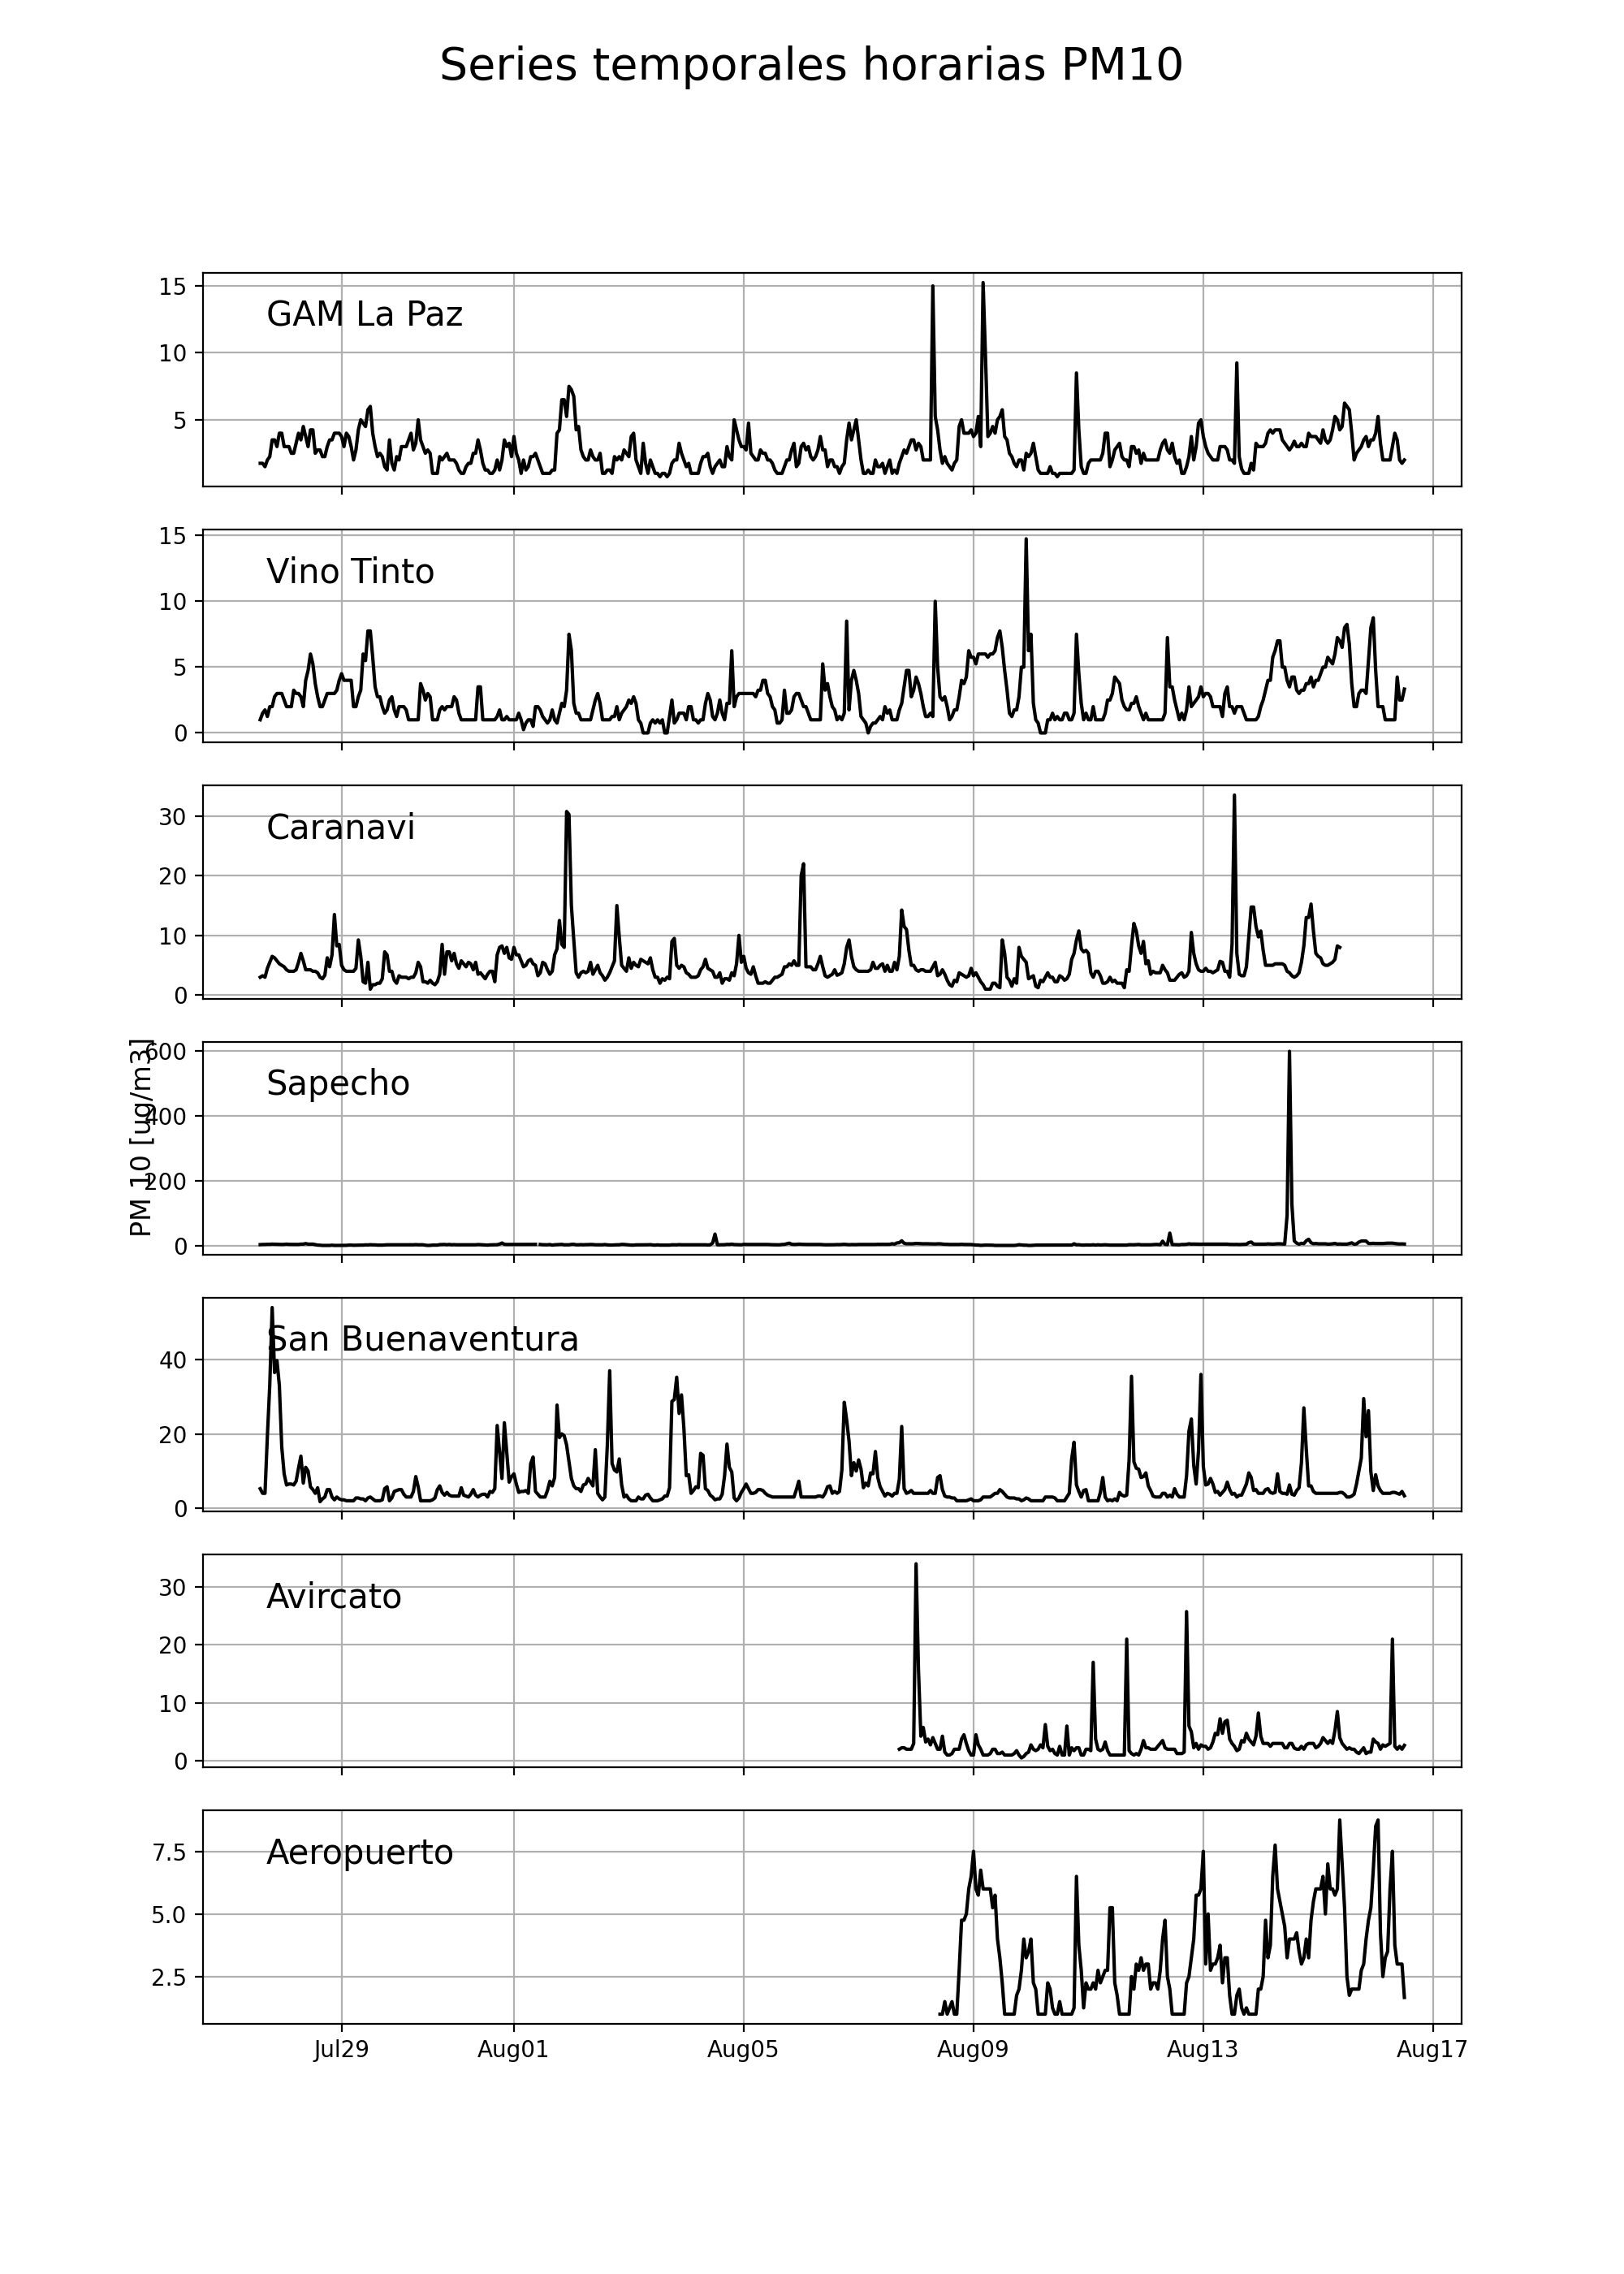 Series temporales horarias PM10
15
GAM La Paz
10
5
15
Vino Tinto
10
5
0
30
Caranavi
20
10
0
PM 10 [ug/m3]
600
Sapecho
400
200
0
San Buenaventura
40
20
0
30
Avircato
20
10
0
7.5
Aeropuerto
5.0
2.5
Jul29 Aug01 Aug05 Aug09 Aug13 Aug17